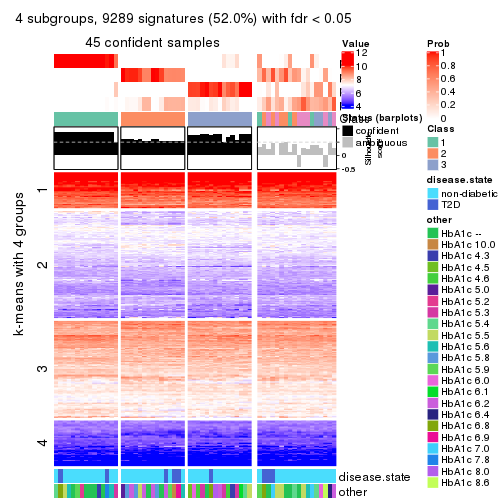 4 subgroups, 9289 signatures (52.0%) with fdr < 0.05
45 confident samples
k-means with 4 groups
1
2
3
4
Value
12
10
8
6
4
Status (barplots)
confident
ambiguous
0
-0.5
disease.state
other
Prob
1
0.8
0.6
0.4
0.2
0
Class
1
2
3
disease.state
non-diabetic
T2D
other
HbA1c --
HbA1c 10.0
HbA1c 4.3
HbA1c 4.5
HbA1c 4.6
HbA1c 5.0
HbA1c 5.2
HbA1c 5.3
HbA1c 5.4
HbA1c 5.5
HbA1c 5.6
HbA1c 5.8
HbA1c 5.9
HbA1c 6.0
HbA1c 6.1
HbA1c 6.2
HbA1c 6.4
HbA1c 6.8
HbA1c 6.9
HbA1c 7.0
HbA1c 7.8
HbA1c 8.0
HbA1c 8.6